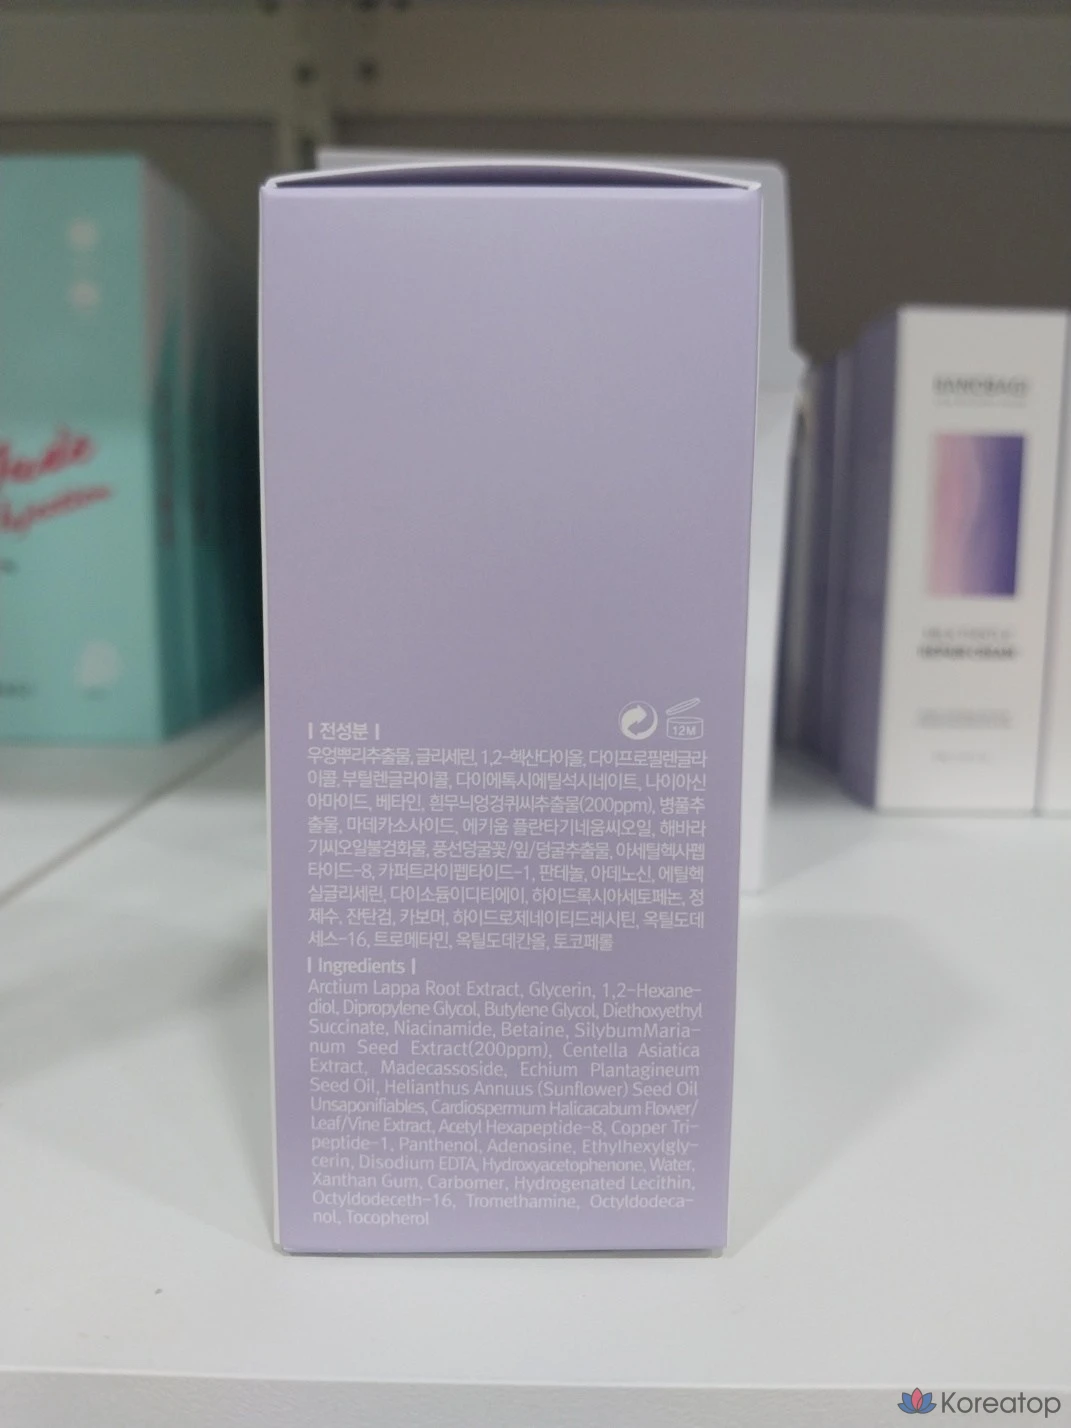 | 전성분 |
12M
우엉뿌리추출물, 글리세린, 1,2-헥산다이올, 다이프로필렌글라
이콜, 부틸렌글라이콜, 다이에톡시에틸석시네이트, 나이아신
아마이드, 베타인, 흰무늬엉겅퀴씨추출물(200ppm), 병풀추
출물, 마데카소사이드, 에키움 플란타기네움씨오일, 해바라
기씨오일불검화물, 풍선덩굴꽃/잎/덩굴추출물, 아세틸헥사펩
타이드-8, 카퍼트라이펩타이드-1, 판테놀, 아데노신, 에틸헥
실글리세린, 다이소듐이디티에이, 하이드록시아세토페논, 정
제수, 잔탄검, 카보머, 하이드로제네이티드레시틴, 옥틸도데
세스-16, 트로메타민, 옥틸도데칸올, 토코페롤
| Ingredients |
Arctium Lappa Root Extract, Glycerin, 1,2-Hexane-
diol, Dipropylene Glycol, Butylene Glycol, Diethoxyethyl
Succinate, Niacinamide, Betaine, SilybumMaria-
num Seed Extract(200ppm), Centella Asiatica
Extract, Madecassoside, Echium Plantagineum
Seed Oil, Helianthus Annuus (Sunflower) Seed Oil
Unsaponifiables, Cardiospermum Halicacabum Flower/
Leaf/Vine Extract, Acetyl Hexapeptide-8, Copper Tri-
peptide-1, Panthenol, Adenosine, Ethylhexylgly-
cerin, Disodium EDTA, Hydroxyacetophenone, Water,
Xanthan Gum, Carbomer, Hydrogenated Lecithin,
Octyldodeceth-16, Tromethamine, Octyldodeca-
nol, Tocopherol
Koreatop